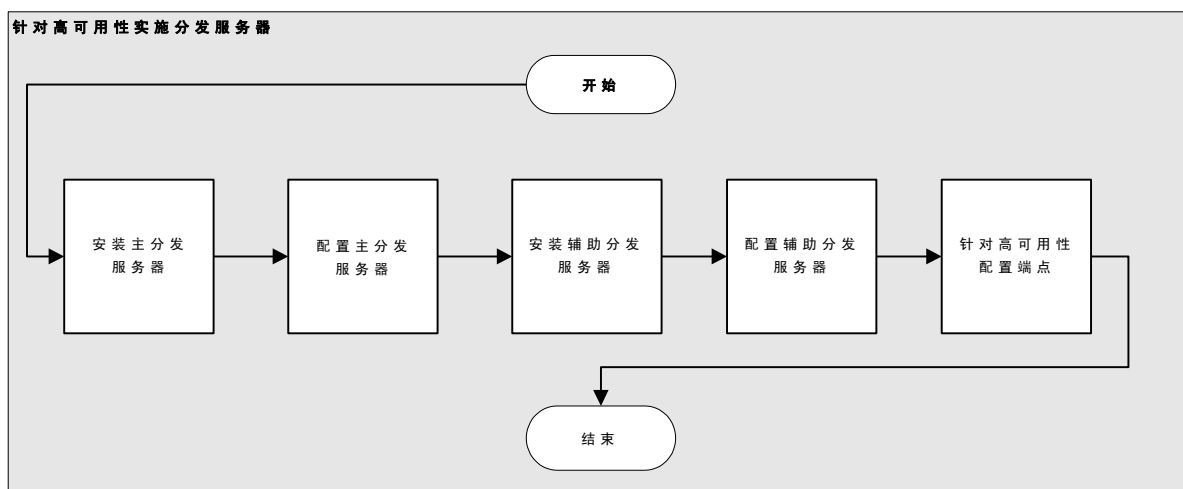 针对高可用性实施分发服务器
开始
安装主分发
服务器
配置主分发
服务器
安装辅助分发
服务器
配置辅助分发
服务器
针对高可用性
配置端点
结束